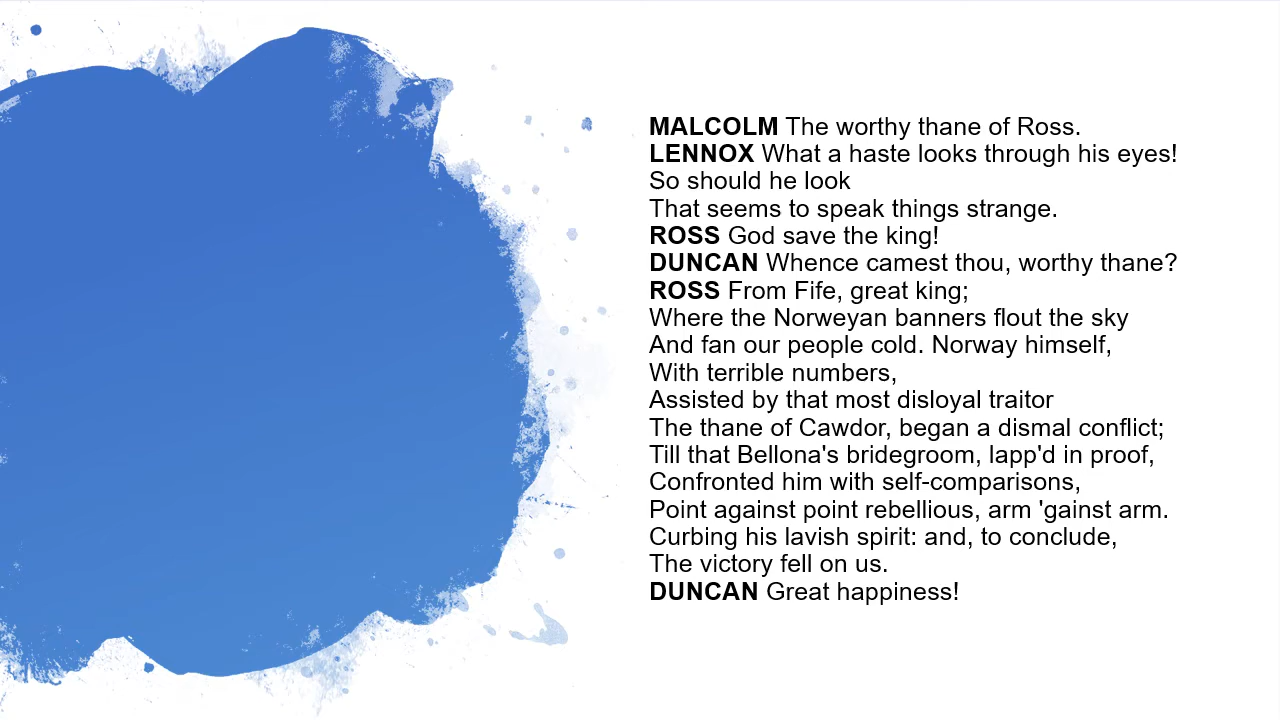 MALCOLM The worthy thane of Ross.
LENNOX What a haste looks through his eyes!
So should he look
That seems to speak things strange.
ROSS God save the king!
DUNCAN Whence camest thou, worthy thane?
ROSS From Fife, great king;
Where the Norweyan banners flout the sky
And fan our people cold. Norway himself,
With terrible numbers,
Assisted by that most disloyal traitor
The thane of Cawdor, began a dismal conflict;
Till that Bellona's bridegroom, lapp'd in proof,
Confronted him with self-comparisons,
Point against point rebellious, arm 'gainst arm.
Curbing his lavish spirit: and, to conclude,
The victory fell on us.
DUNCAN Great happiness!